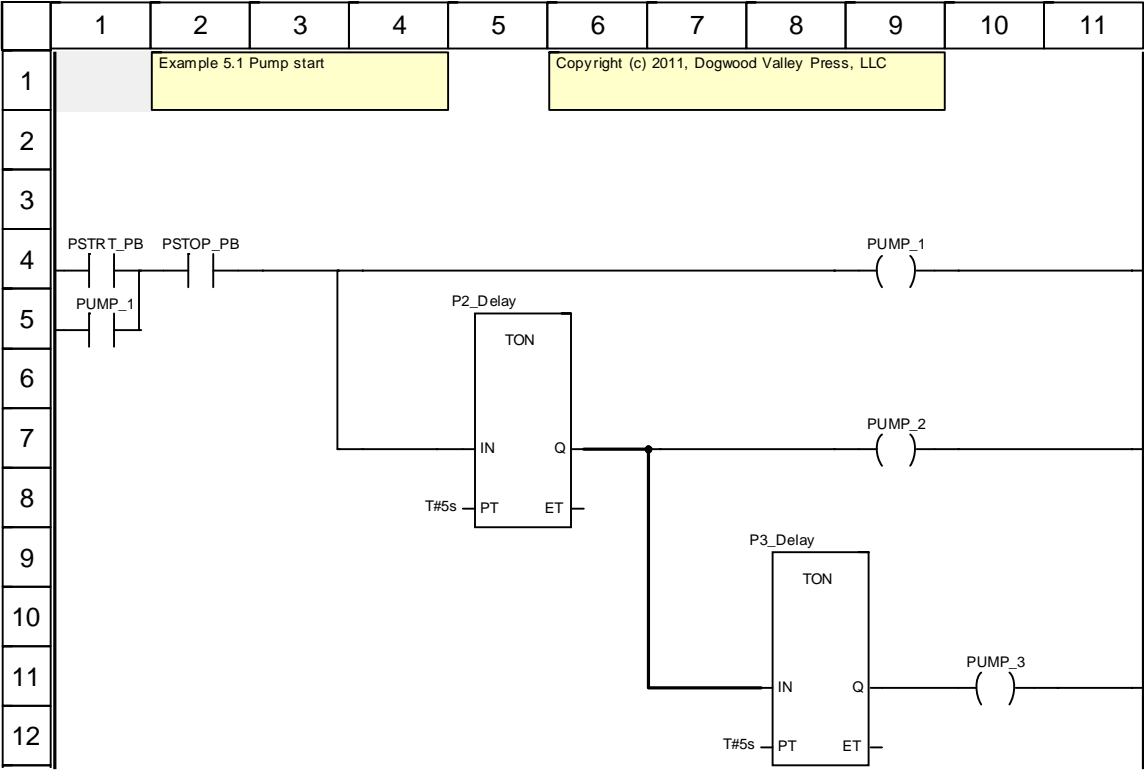 1 2 3 4 5 6 7 8 9 10 11
1
Example 5.1 Pump start
Copyright (c) 2011, Dogwood Valley Press, LLC
2
3
4
PSTRT_PB PSTOP_PB PUMP_1
5
PUMP_1
P2_Delay
TON
6
7
IN Q
PUMP_2
8
T#5s PT ET
9
P3_Delay
TON
10
11
IN Q
PUMP_3
12
T#5s PT ET